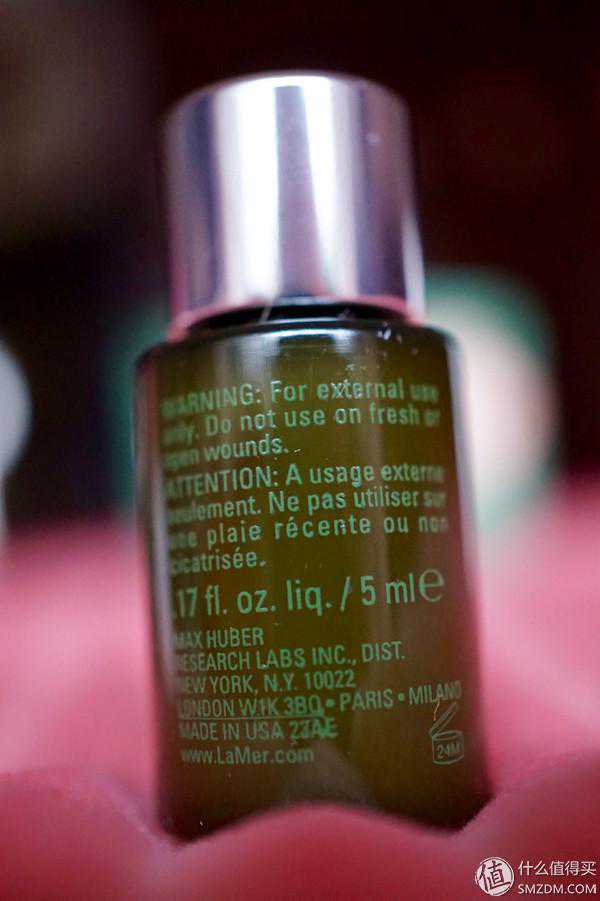 WARNING: For external use
only. Do not use on fresh or
open wounds.
ATTENTION: A usage externe
seulement. Ne pas utiliser sur
une plaie récente ou non
cicatrisée.
.17 fl. oz. liq. / 5 ml℮
MAX HUBER
RESEARCH LABS INC., DIST.
NEW YORK, N.Y. 10022
LONDON W1K 3BQ • PARIS • MILANO
MADE IN USA 27AE
www.LaMer.com
24M
值 什么值得买
SMZDM.COM